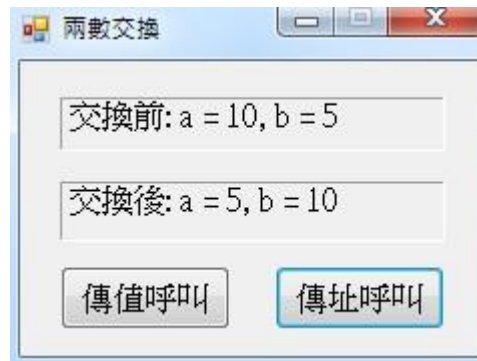 兩數交換
交換前: a = 10, b = 5
交換後: a = 5, b = 10
傳值呼叫 傳址呼叫